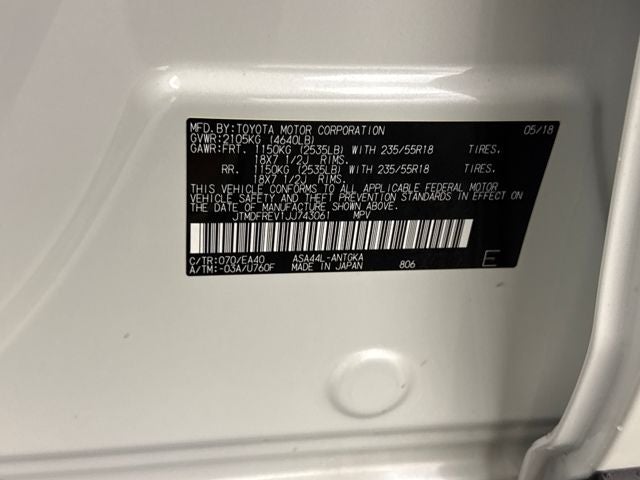 MFD. BY: TOYOTA MOTOR CORPORATION 05/18
GVWR: 2105KG (4640LB)
GAWR: FRT. 1150KG (2535LB) WITH 235/55R18 TIRES.
18X7 1/2J RIMS.
RR. 1150KG (2535LB) WITH 235/55R18 TIRES.
18X7 1/2J RIMS.
THIS VEHICLE CONFORMS TO ALL APPLICABLE FEDERAL MOTOR
VEHICLE SAFETY AND THEFT PREVENTION STANDARDS IN EFFECT ON
THE DATE OF MANUFACTURE SHOWN ABOVE.
JTMDFREV1JJ743061 MPV
C/TR: 070/EA40 ASA44L-ANTGKA
A/TM: -03A/U760F MADE IN JAPAN 806 E